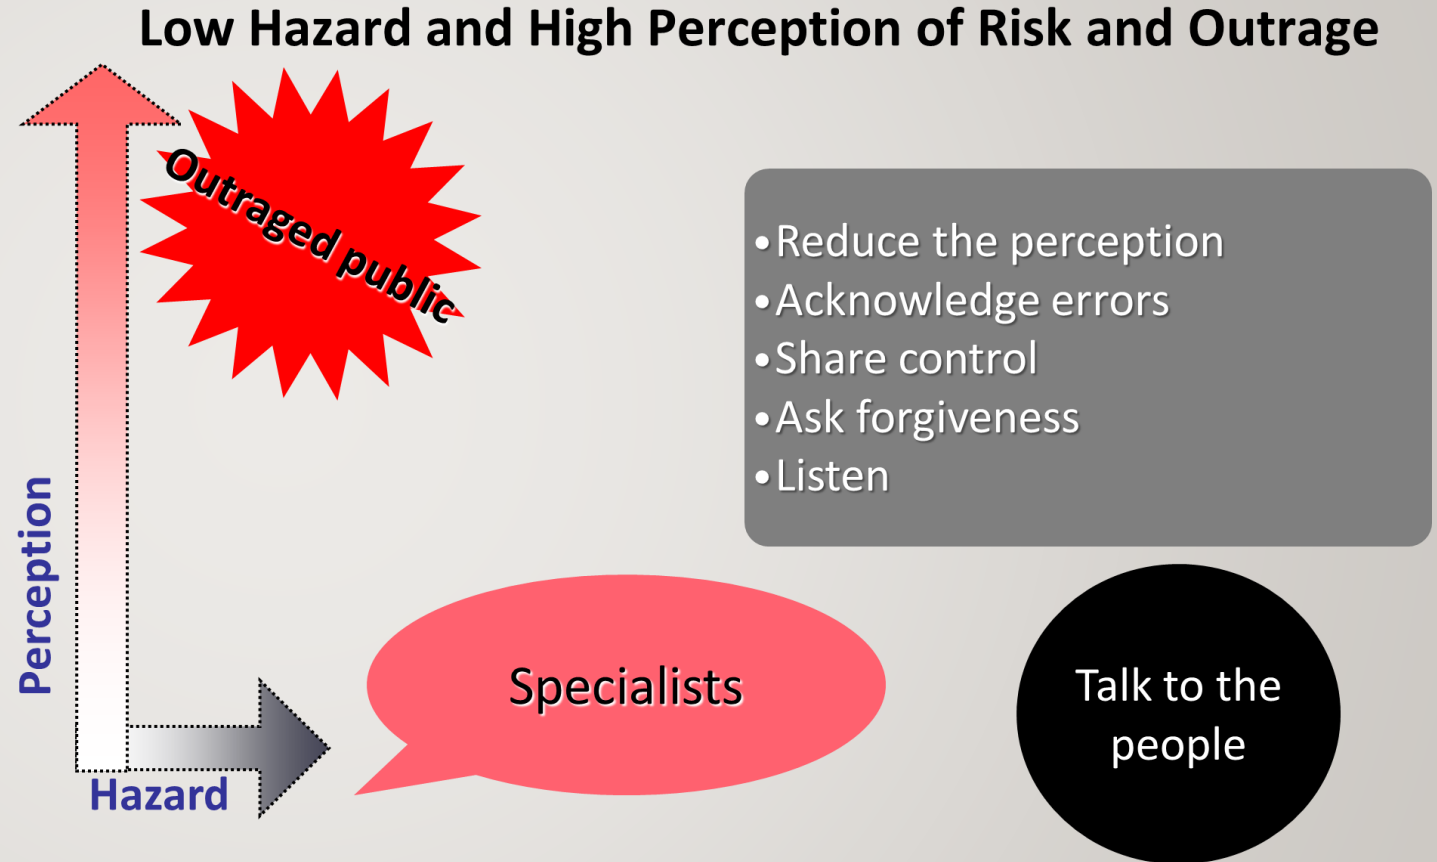 Low Hazard and High Perception of Risk and Outrage
Outraged public
•Reduce the perception
•Acknowledge errors
•Share control
•Ask forgiveness
•Listen
Perception
Hazard
Specialists
Talk to the
people